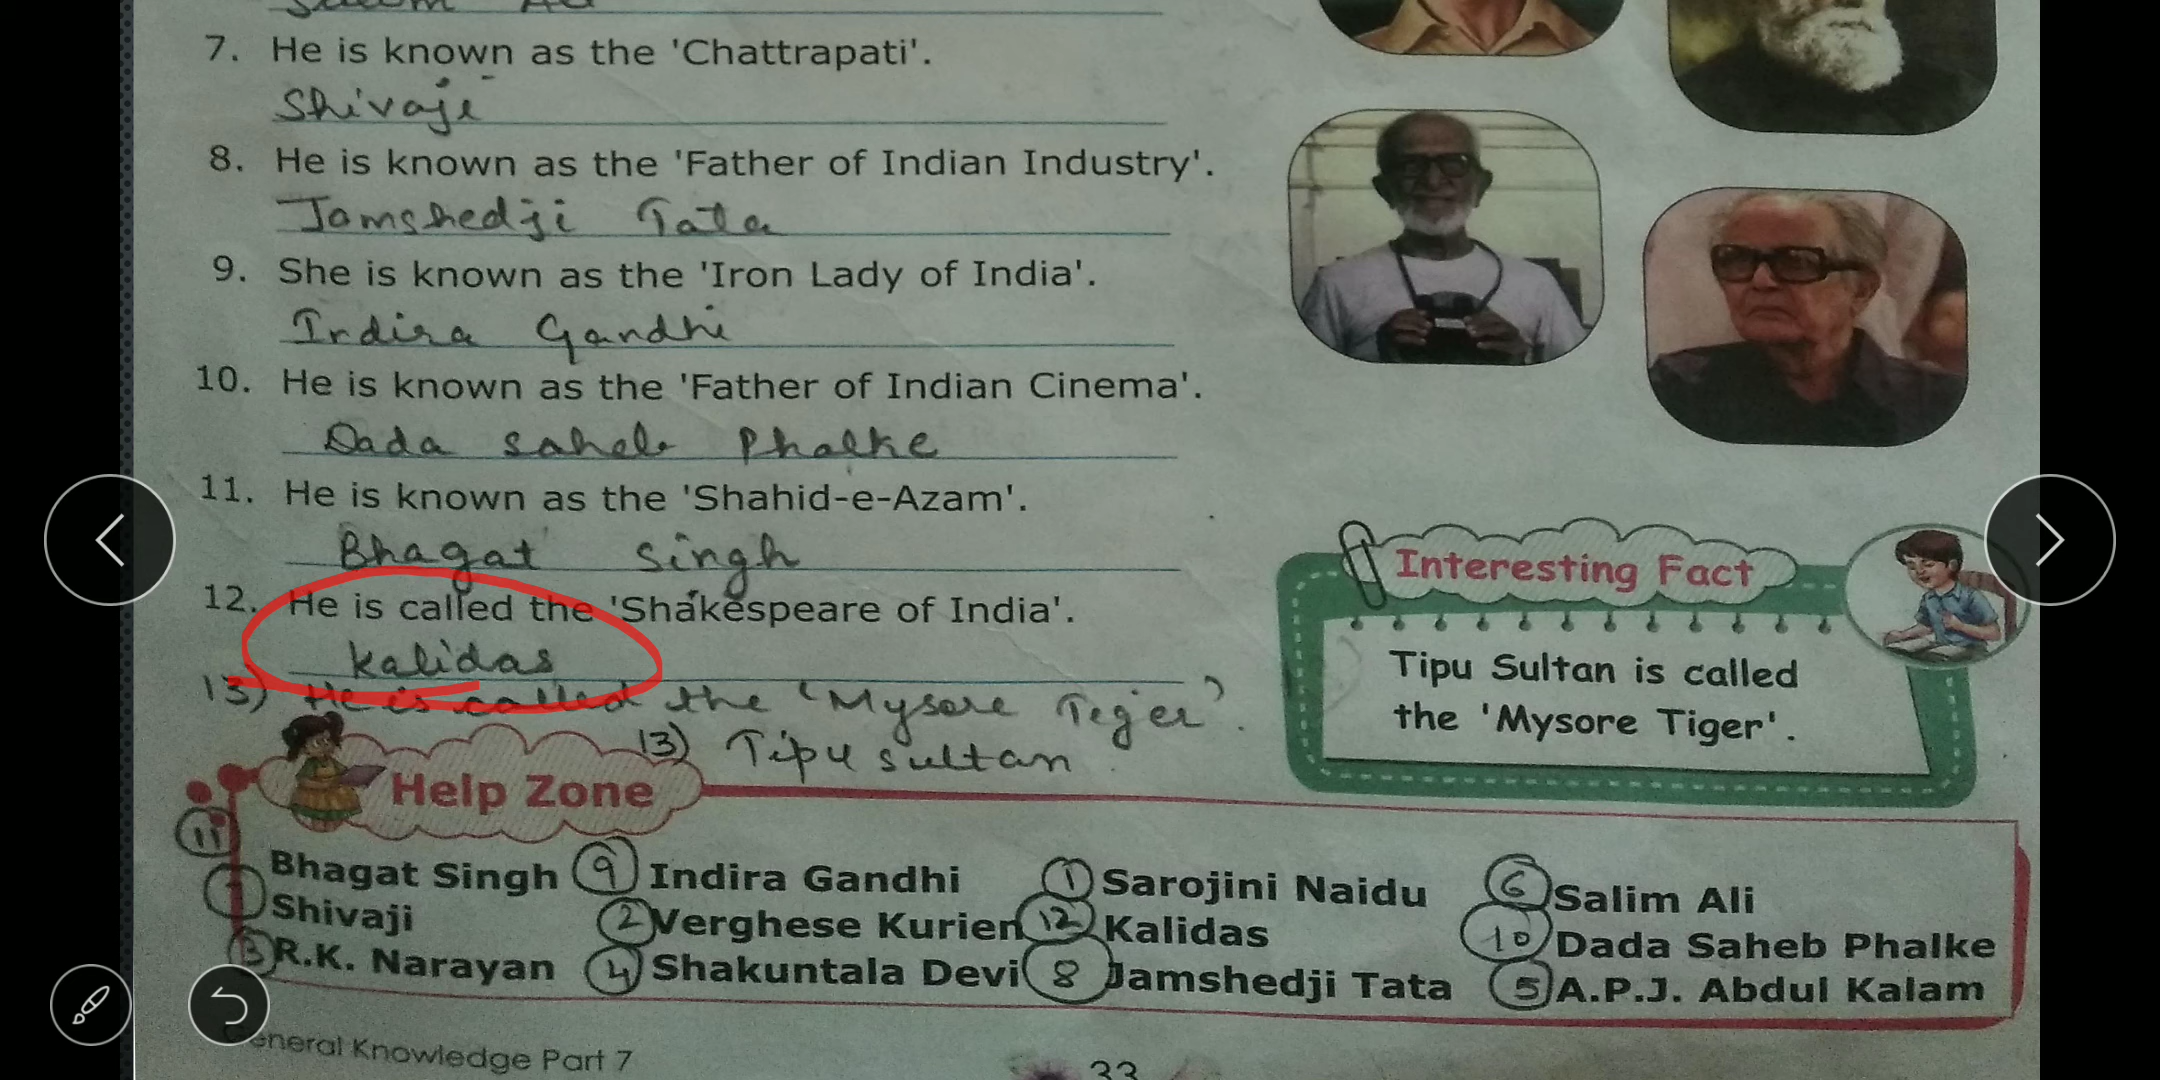 7. He is known as the 'Chattrapati'.
Shivaji
8. He is known as the 'Father of Indian Industry'.
Jamshedji Tata
9. She is known as the 'Iron Lady of India'.
Indira Gandhi
10. He is known as the 'Father of Indian Cinema'.
Dada saheb Phalke
11. He is known as the 'Shahid-e-Azam'.
Bhagat singh
12. He is called the 'Shakespeare of India'.
kalidas
13) He is called the 'Mysore Tiger'.
13) Tipu sultan
Interesting Fact
Tipu Sultan is called
the 'Mysore Tiger'.
Help Zone
11 Bhagat Singh 9 Indira Gandhi 1 Sarojini Naidu 6 Salim Ali
Shivaji 2 Verghese Kurien 12 Kalidas 10 Dada Saheb Phalke
3 R.K. Narayan 4 Shakuntala Devi 8 Jamshedji Tata 5 A.P.J. Abdul Kalam
General Knowledge Part 7
33